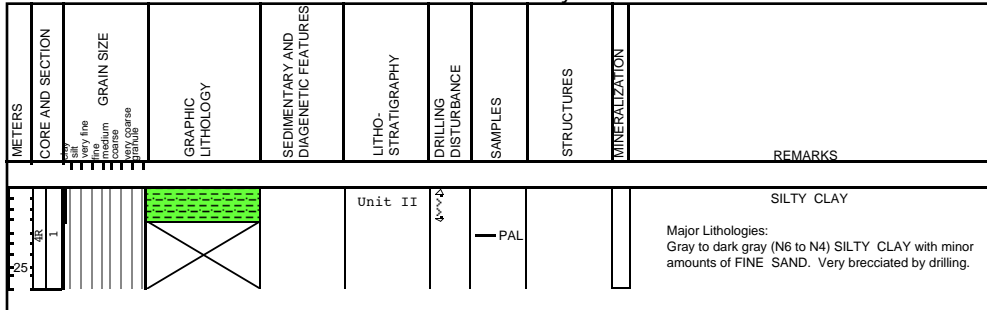 METERS
CORE AND SECTION
GRAIN SIZE
clay
silt
very fine
fine
medium
coarse
very coarse
granule
GRAPHIC
LITHOLOGY
SEDIMENTARY AND
DIAGENETIC FEATURES
LITHO-
STRATIGRAPHY
DRILLING
DISTURBANCE
SAMPLES
STRUCTURES
MINERALIZATION
REMARKS
25
4R
1
Unit II
PAL
SILTY CLAY
Major Lithologies:
Gray to dark gray (N6 to N4) SILTY CLAY with minor
amounts of FINE SAND. Very brecciated by drilling.